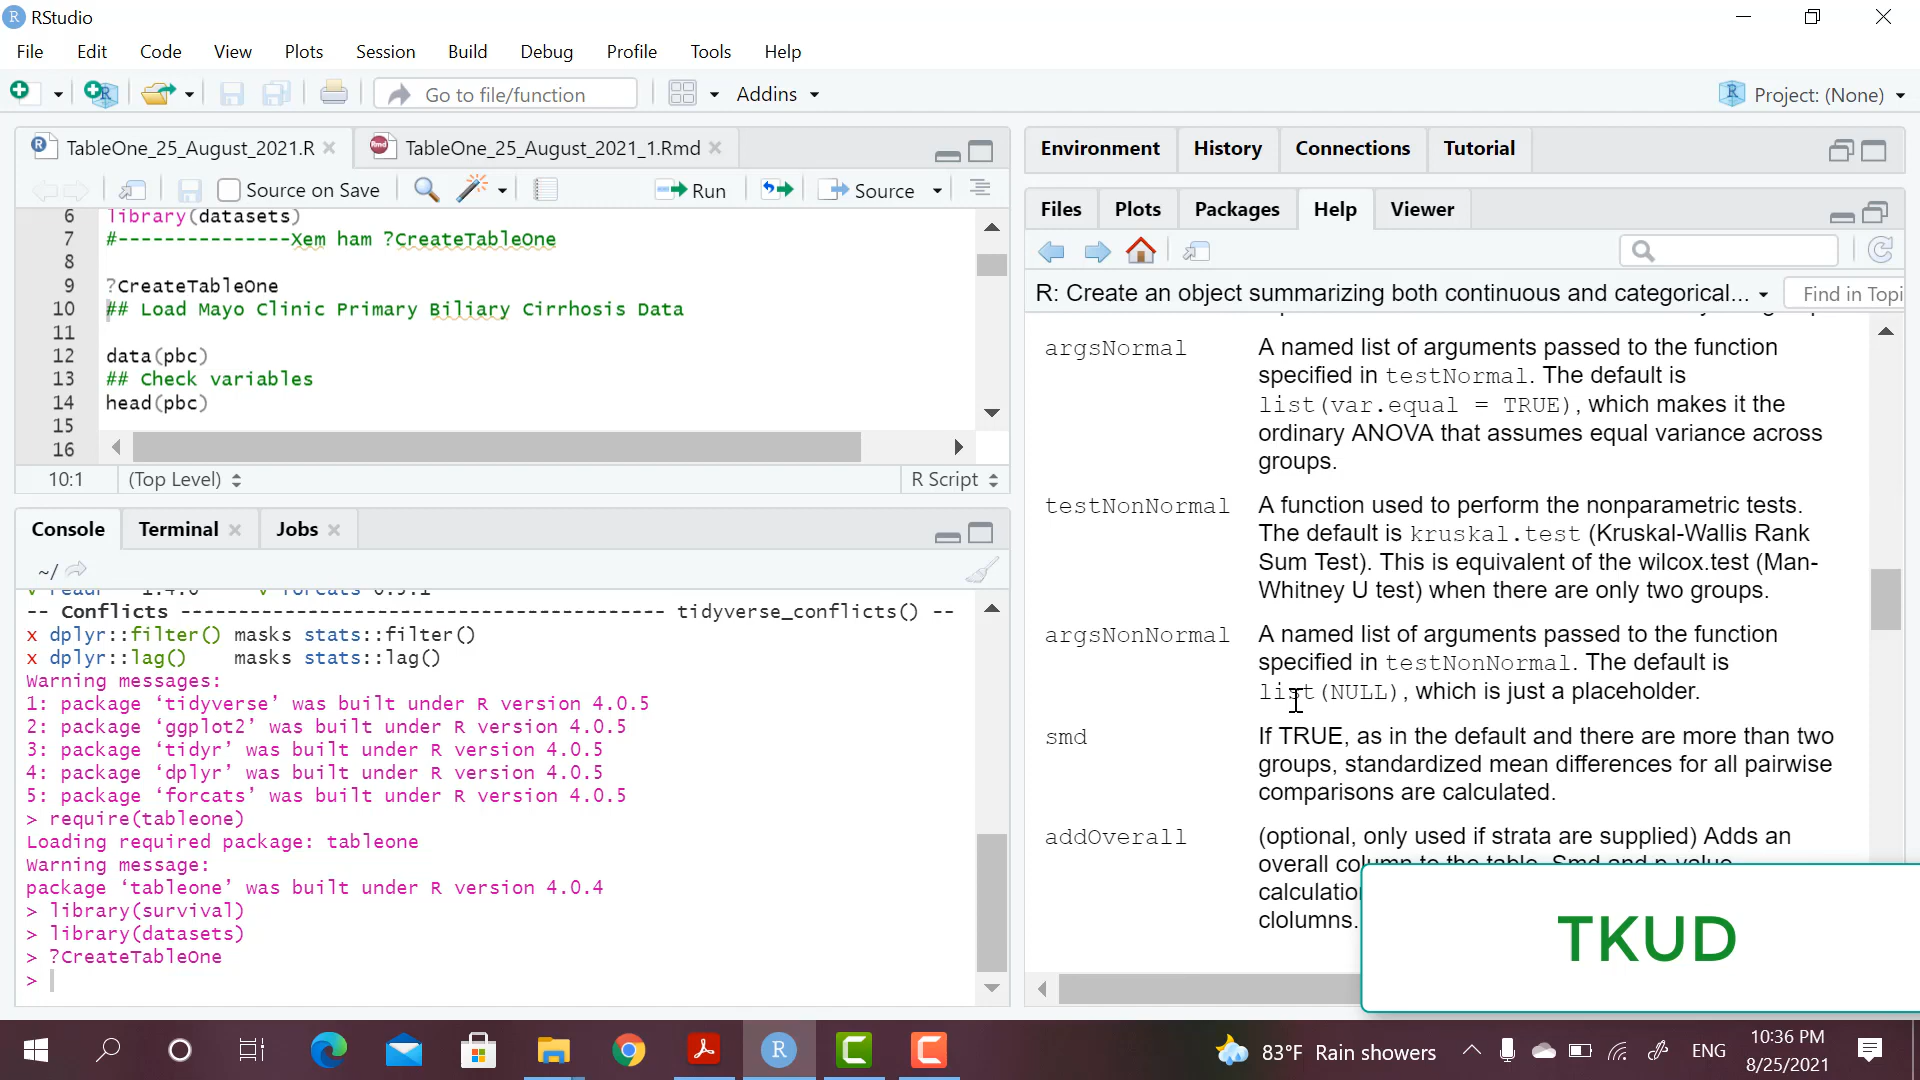 RStudio
File Edit Code View Plots Session Build Debug Profile Tools Help
Go to file/function Addins Project: (None)
TableOne_25_August_2021.R TableOne_25_August_2021_1.Rmd
Source on Save Run Source
6 library(datasets)
7 #---------------Xem ham ?CreateTableOne
8
9 ?CreateTableOne
10 ## Load Mayo Clinic Primary Biliary Cirrhosis Data
11
12 data(pbc)
13 ## Check variables
14 head(pbc)
15
16
10:1 (Top Level) R Script
Console Terminal Jobs
~/
-- Conflicts ------------------------------------------ tidyverse_conflicts() --
x dplyr::filter() masks stats::filter()
x dplyr::lag() masks stats::lag()
Warning messages:
1: package ‘tidyverse’ was built under R version 4.0.5
2: package ‘ggplot2’ was built under R version 4.0.5
3: package ‘tidyr’ was built under R version 4.0.5
4: package ‘dplyr’ was built under R version 4.0.5
5: package ‘forcats’ was built under R version 4.0.5
> require(tableone)
Loading required package: tableone
Warning message:
package ‘tableone’ was built under R version 4.0.4
> library(survival)
> library(datasets)
> ?CreateTableOne
>
Environment History Connections Tutorial
Files Plots Packages Help Viewer
R: Create an object summarizing both continuous and categorical... Find in Topi
argsNormal A named list of arguments passed to the function
specified in testNormal. The default is
list(var.equal = TRUE), which makes it the
ordinary ANOVA that assumes equal variance across
groups.
testNonNormal A function used to perform the nonparametric tests.
The default is kruskal.test (Kruskal-Wallis Rank
Sum Test). This is equivalent of the wilcox.test (Man-
Whitney U test) when there are only two groups.
argsNonNormal A named list of arguments passed to the function
specified in testNonNormal. The default is
list(NULL), which is just a placeholder.
smd If TRUE, as in the default and there are more than two
groups, standardized mean differences for all pairwise
comparisons are calculated.
addOverall (optional, only used if strata are supplied) Adds an
overall column to the table. Smd and p-value
calculation
clolumns.
TKUD
83°F Rain showers ENG 10:36 PM
8/25/2021